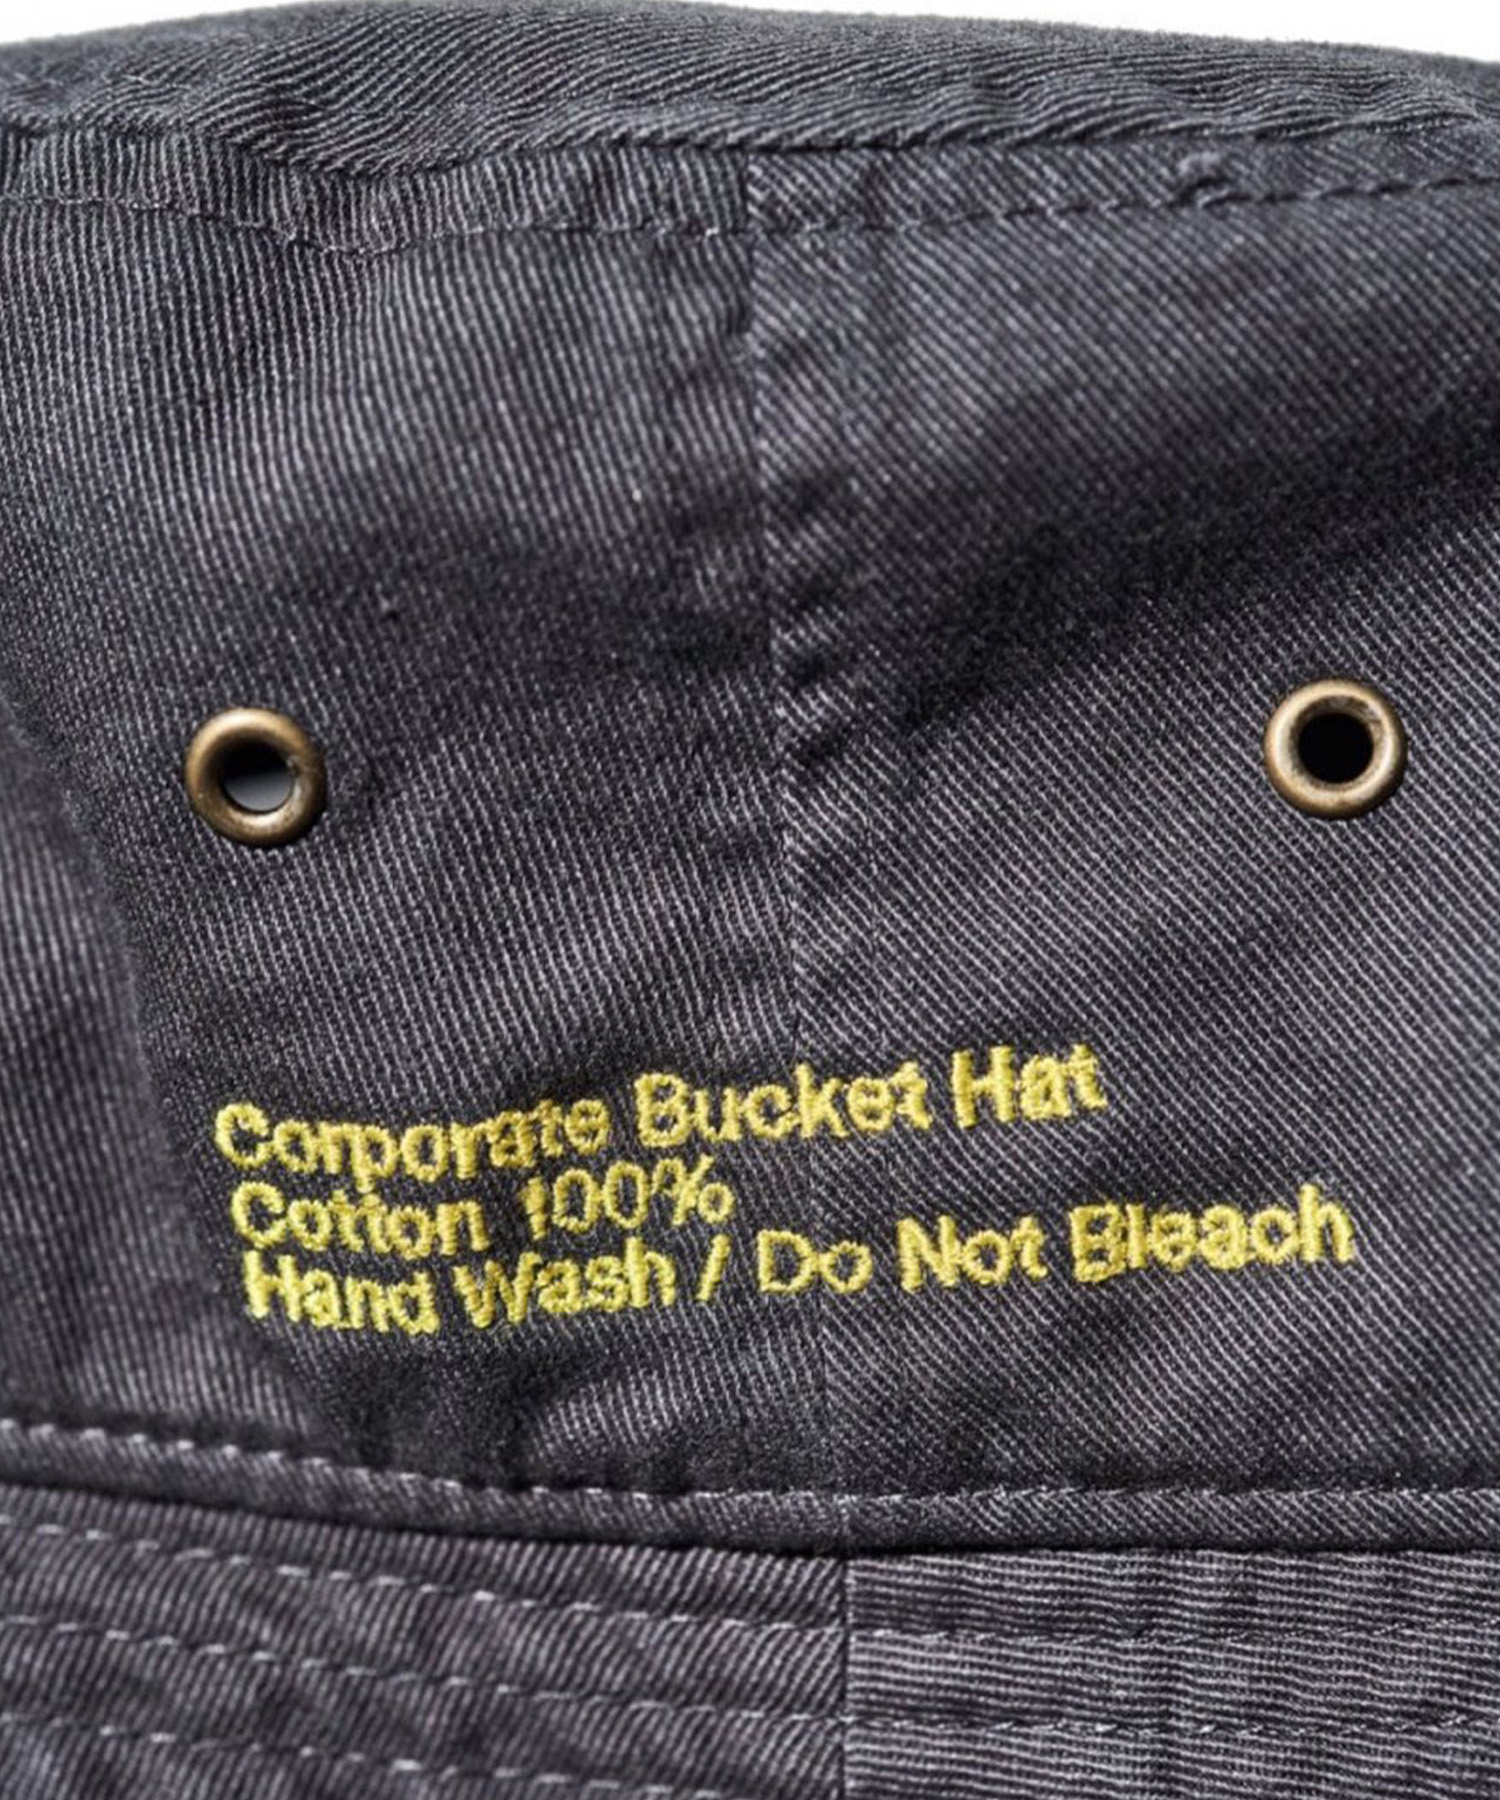 Corporate Bucket Hat
Cotton 100%
Hand Wash / Do Not Bleach